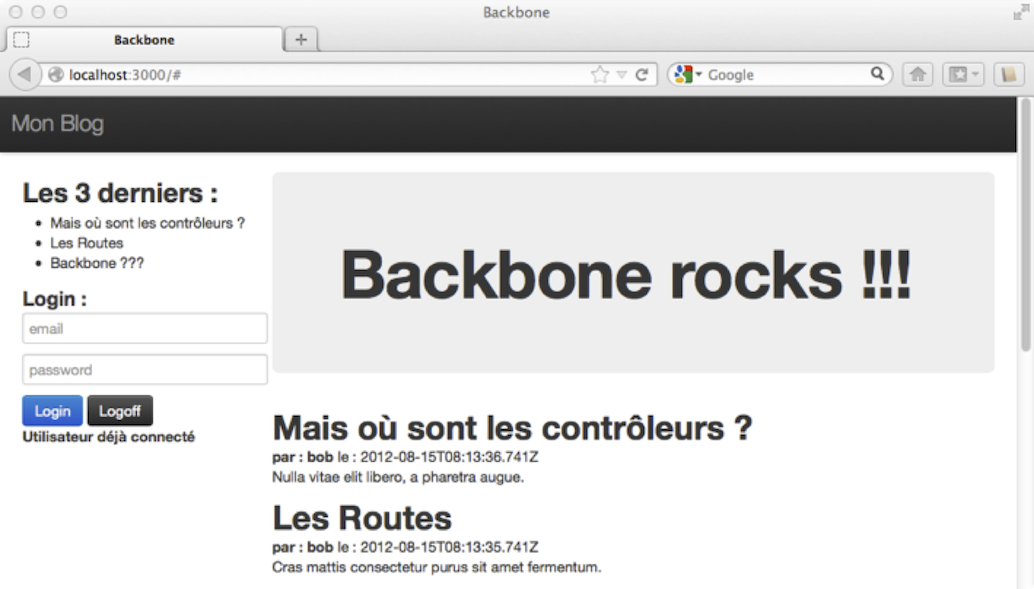 Backbone
Backbone
localhost:3000/#
Google
Mon Blog
Les 3 derniers :
Mais où sont les contrôleurs ?
Les Routes
Backbone ???
Login :
email
password
Login Logoff
Utilisateur déjà connecté
Backbone rocks !!!
Mais où sont les contrôleurs ?
par : bob le : 2012-08-15T08:13:36.741Z
Nulla vitae elit libero, a pharetra augue.
Les Routes
par : bob le : 2012-08-15T08:13:35.741Z
Cras mattis consectetur purus sit amet fermentum.